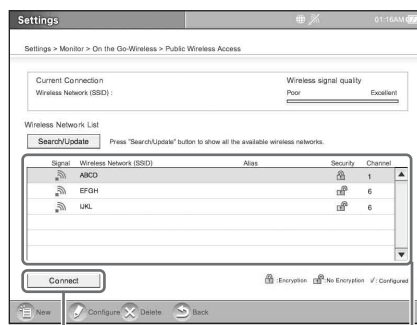 Settings
01:16AM
Settings > Monitor > On the Go-Wireless > Public Wireless Access
Current Connection
Wireless signal quality
Wireless Network (SSID) :
Poor Excellent
Wireless Network List
Search/Update Press "Search/Update" button to show all the available wireless networks.
Signal Wireless Network (SSID) Alias Security Channel
ABCD 1
EFGH 6
IJKL 6
Connect
:Encryption :No Encryption √: Configured
New Configure Delete Back